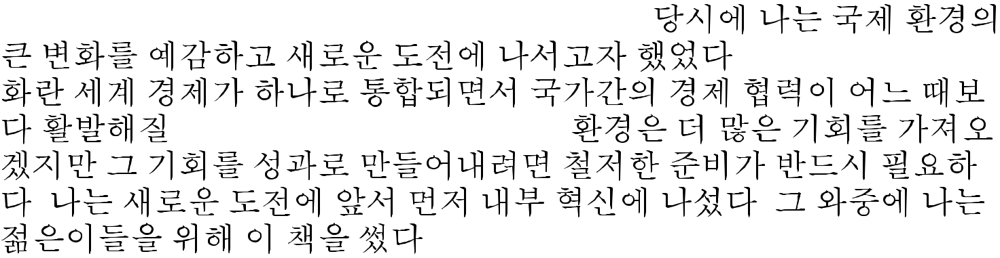 당시에 나는 국제 환경의
큰 변화를 예감하고 새로운 도전에 나서고자 했었다
화란 세계 경제가 하나로 통합되면서 국가간의 경제 협력이 어느 때보
다 활발해질 환경은 더 많은 기회를 가져오
겠지만 그 기회를 성과로 만들어내려면 철저한 준비가 반드시 필요하
다 나는 새로운 도전에 앞서 먼저 내부 혁신에 나섰다 그 와중에 나는
젊은이들을 위해 이 책을 썼다